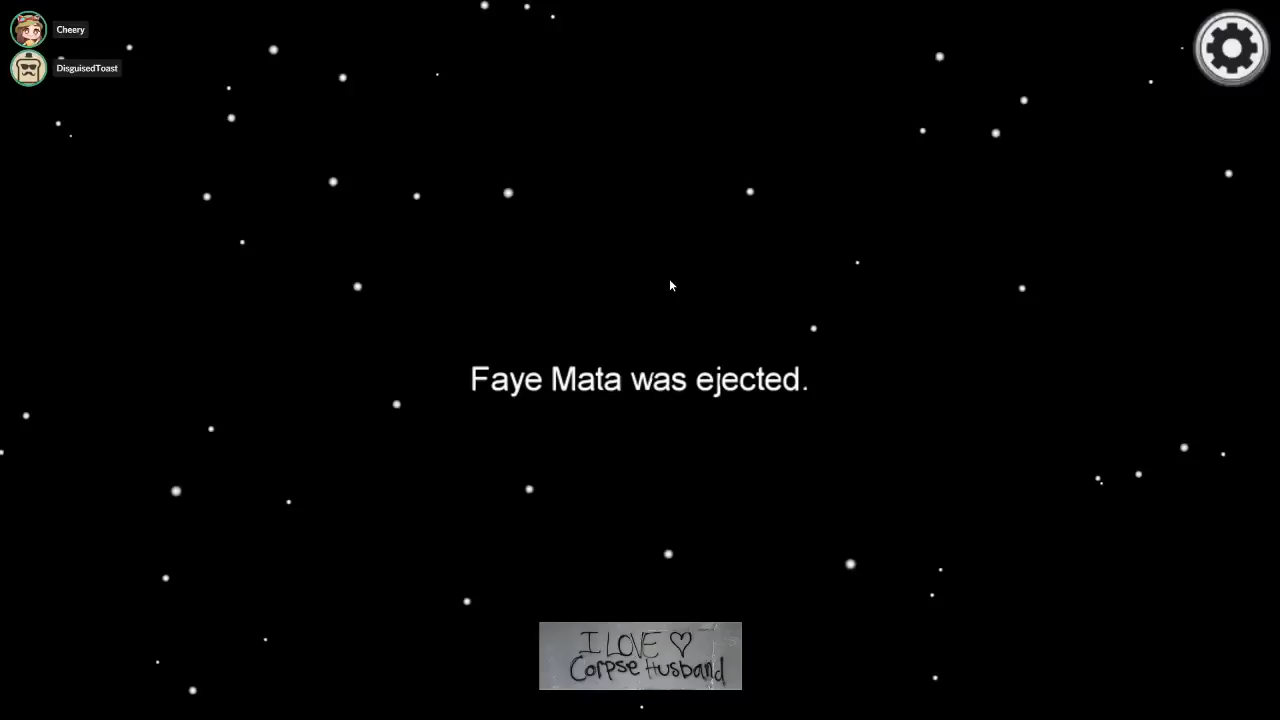 Cheery
DisguisedToast
Faye Mata was ejected.
I LOVE ♡
Corpse Husband